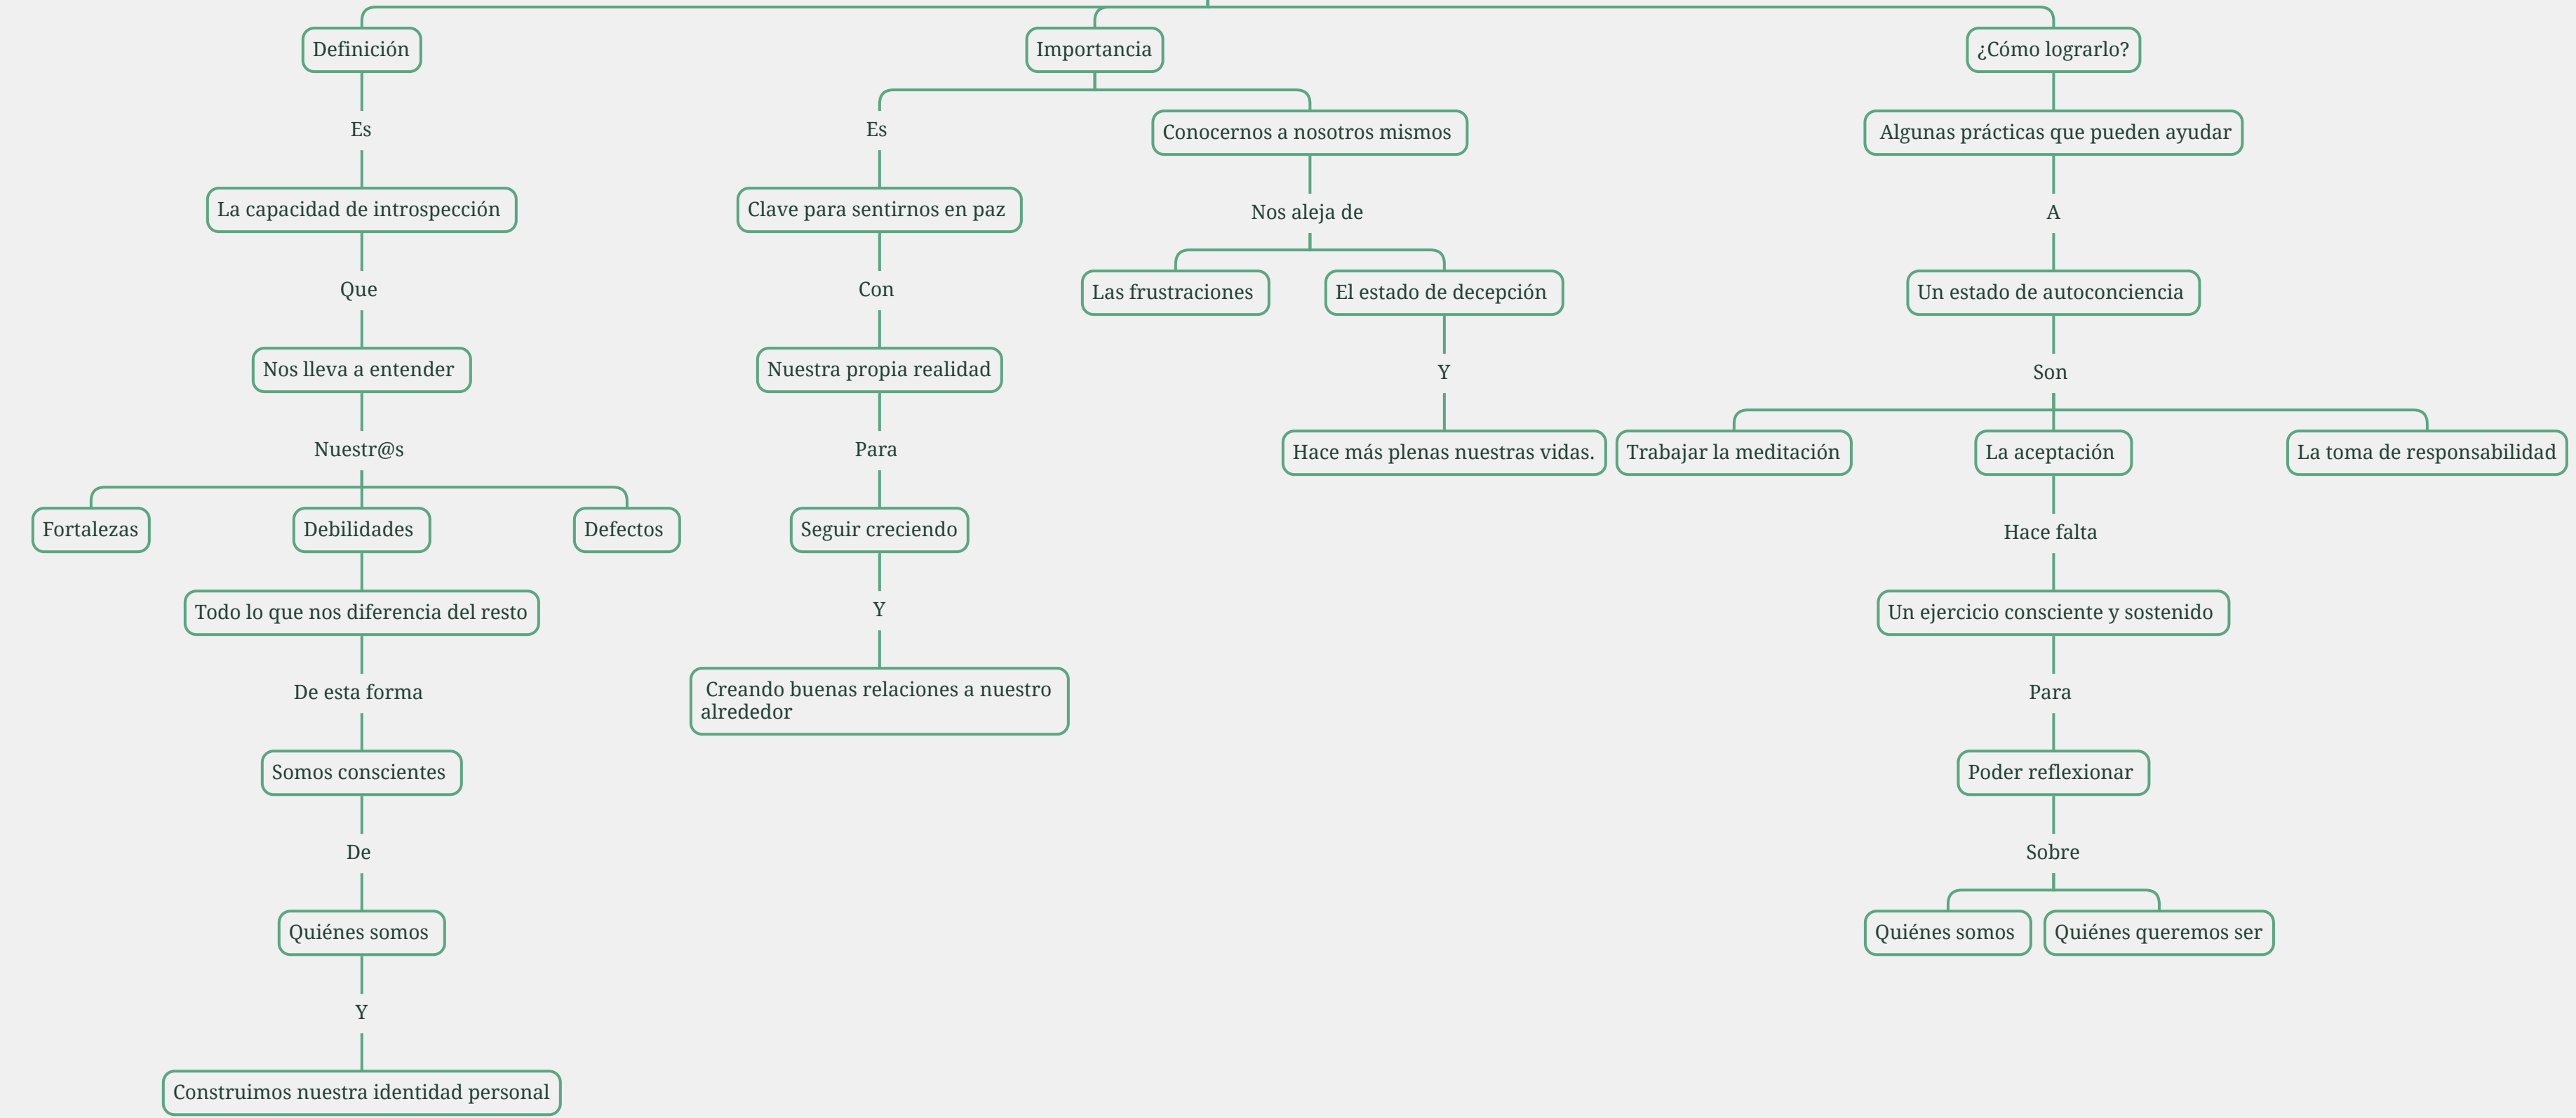 Definición
Importancia
¿Cómo lograrlo?
Es
La capacidad de introspección
Que
Nos lleva a entender
Nuestr@s
Fortalezas
Debilidades
Defectos
Todo lo que nos diferencia del resto
De esta forma
Somos conscientes
De
Quiénes somos
Y
Construimos nuestra identidad personal
Es
Clave para sentirnos en paz
Con
Nuestra propia realidad
Para
Seguir creciendo
Y
Creando buenas relaciones a nuestro
alrededor
Conocernos a nosotros mismos
Nos aleja de
Las frustraciones
El estado de decepción
Y
Hace más plenas nuestras vidas.
Algunas prácticas que pueden ayudar
A
Un estado de autoconciencia
Son
Trabajar la meditación
La aceptación
La toma de responsabilidad
Hace falta
Un ejercicio consciente y sostenido
Para
Poder reflexionar
Sobre
Quiénes somos
Quiénes queremos ser